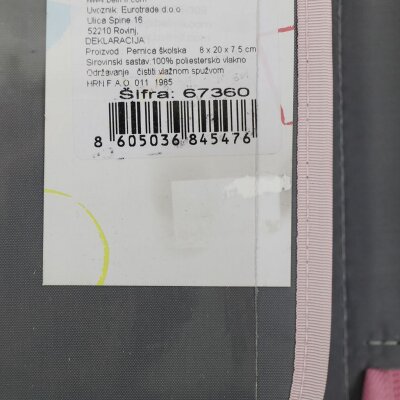 Uvoznik: Eurotrade d.o.o.
Ulica Spine 16
52210 Rovinj,
DEKLARACIJA
Proizvod : Pernica školska 8 x 20 x 7.5 cm
Sirovinski sastav:100% poliestersko vlakno
Održavanje čistiti vlažnom spužvom
HRN F.A.O. 011 1985
Šifra: 67360
8 605036 845476